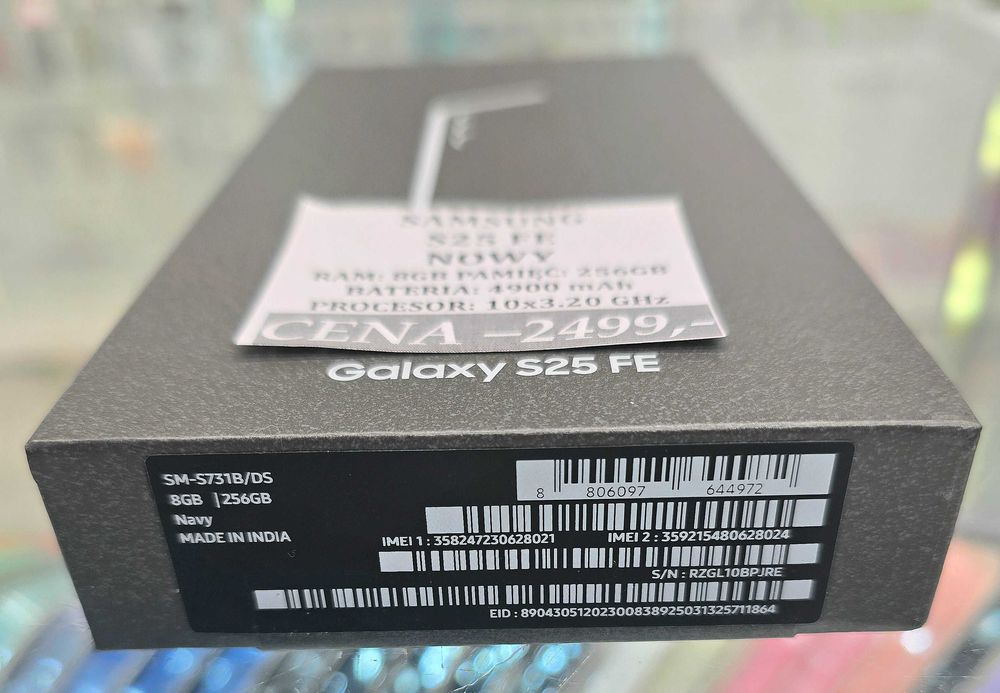 SAMSUNG
S25 FE
NOWY
RAM: 8GB PAMIĘĆ: 256GB
BATERIA: 4900 mAh
PROCESOR: 10x3.20 GHz
CENA -2499,-
Galaxy S25 FE
SM-S731B/DS
8GB | 256GB
Navy
MADE IN INDIA
8 806097 644972
IMEI 1 : 358247230628021 IMEI 2 : 359215480628024
S/N : RZGL10BPJRE
EID : 89043051202300838925031325711864